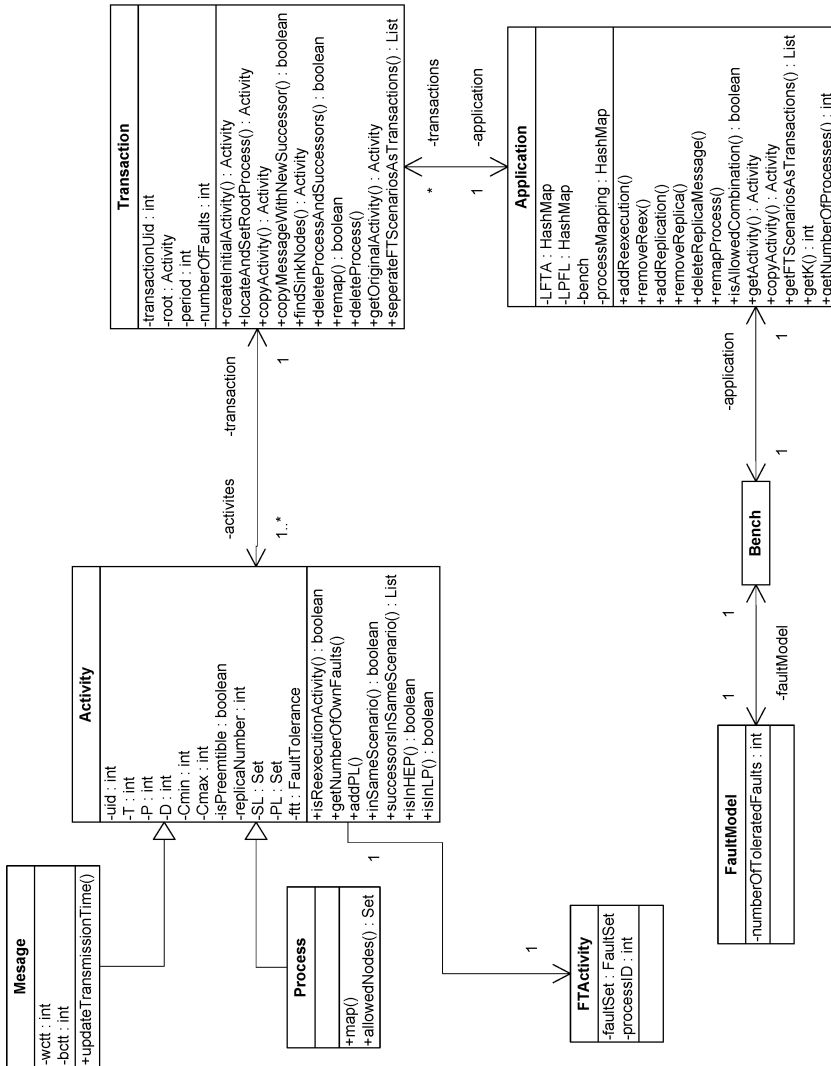 Mesage
-wctt : int
-bctt : int
+updateTransmissionTime()
Process
+map()
+allowedNodes() : Set
FTActivity
-faultSet : FaultSet
-processID : int
Activity
-uid : int
-T : int
-P : int
-D : int
-Cmin : int
-Cmax : int
-isPreemtible : boolean
-replicaNumber : int
-SL : Set
-PL : Set
-ftt : FaultTolerance
+isReexecutionActivity() : boolean
+getNumberOfOwnFaults()
+addPL()
+inSameScenario() : boolean
+successorsInSameScenario() : List
+isInHEP() : boolean
+isInLP() : boolean
1
1
FaultModel
-numberOfToleratedFaults : int
1
-faultModel
1
Bench
-activites
1..*
-transaction
1
Transaction
-transactionUid : int
-root : Activity
-period : int
-numberOfFaults : int
+createInitialActivity() : Activity
+locateAndSetRootProcess() : Activity
+copyActivity() : Activity
+copyMessageWithNewSuccessor() : boolean
+findSinkNodes() : Activity
+deleteProcessAndSuccessors() : boolean
+remap() : boolean
+deleteProcess()
+getOriginalActivity() : Activity
+seperateFTScenariosAsTransactions() : List
-transactions
*
-application
1
1
-application
1
Application
-LFTA : HashMap
-LPFL : HashMap
-bench
-processMapping : HashMap
+addReexecution()
+removeReex()
+addReplication()
+removeReplica()
+deleteReplicaMessage()
+remapProcess()
+isAllowedCombination() : boolean
+getActivity() : Activity
+copyActivity() : Activity
+getFTScenariosAsTransactions() : List
+getK() : int
+getNumberOfProcesses() : int